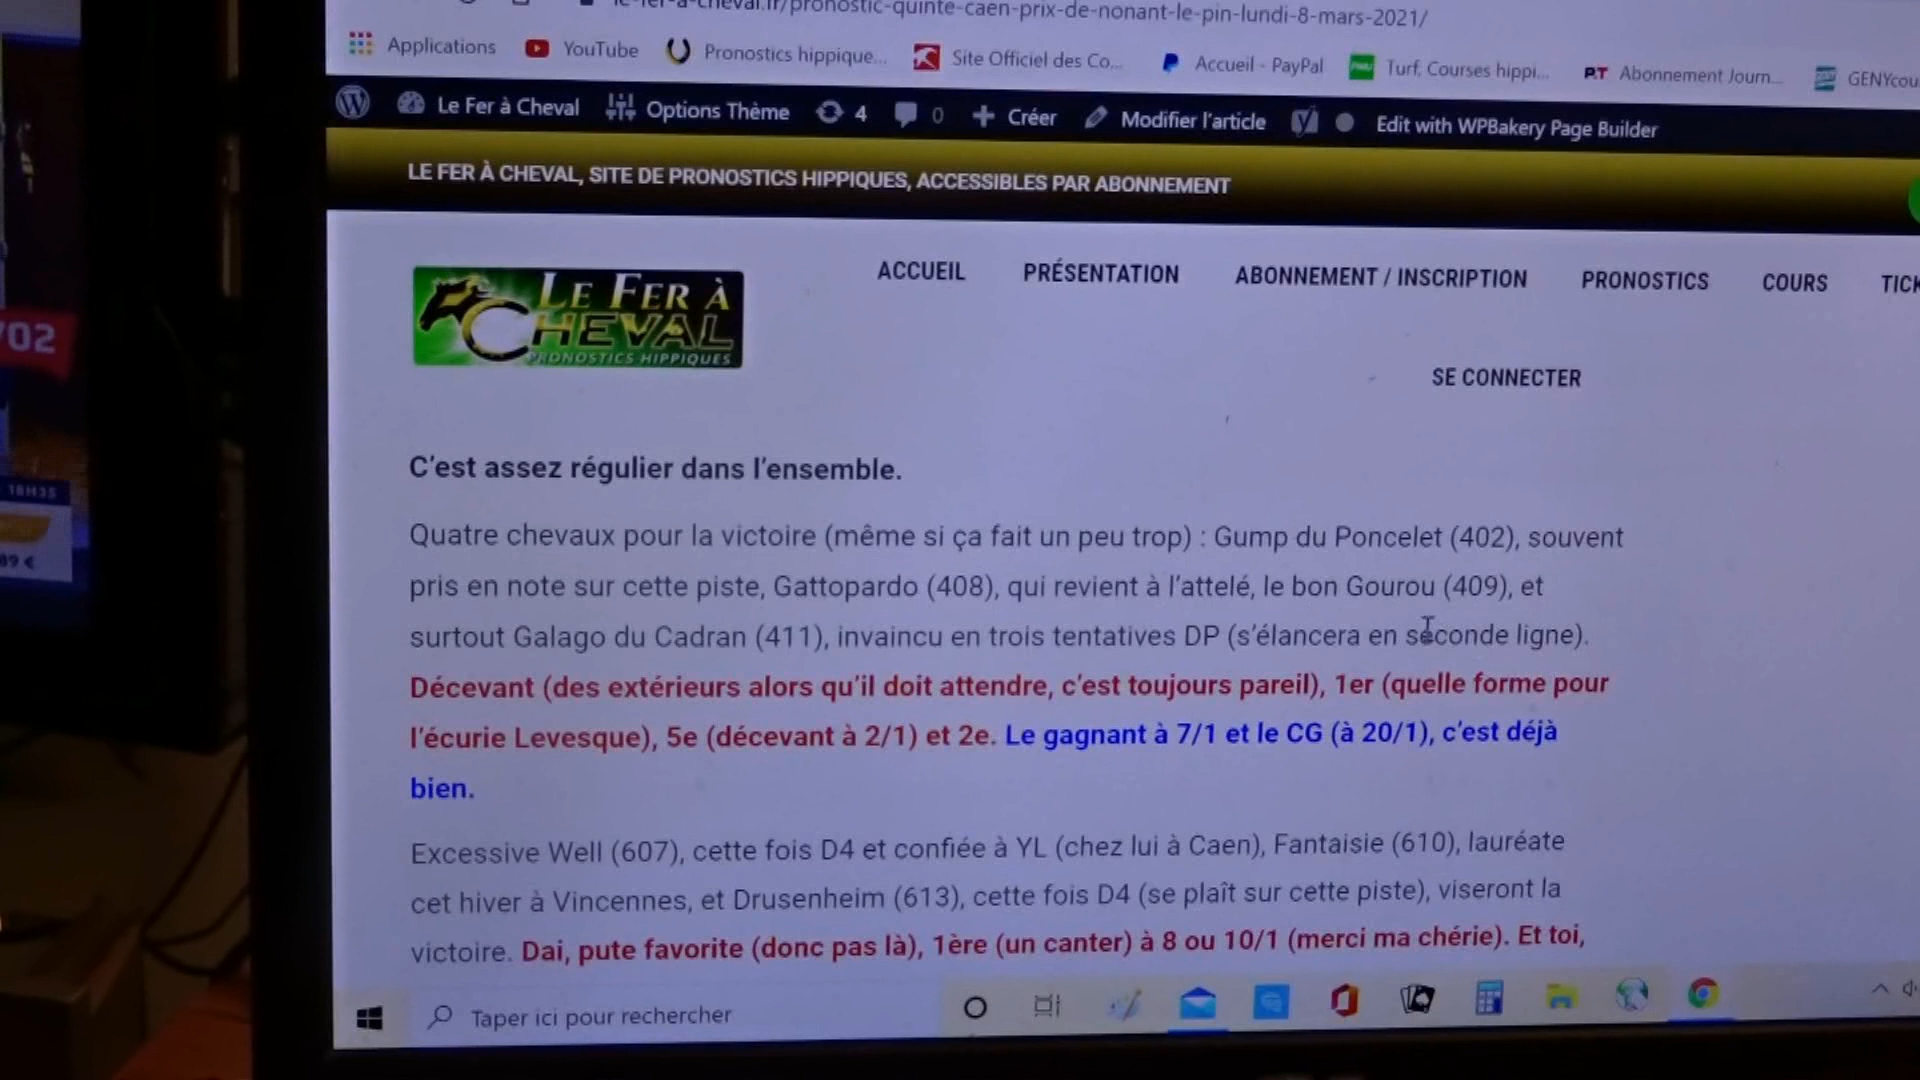 le-fer-a-cheval.fr/pronostic-quinte-caen-prix-de-nonant-le-pin-lundi-8-mars-2021/
Applications YouTube Pronostics hippique... Site Officiel des Co... Accueil - PayPal Turf, Courses hippi... Abonnement Journ... GENYcou
Le Fer à Cheval Options Thème 4 0 Créer Modifier l'article Edit with WPBakery Page Builder
LE FER À CHEVAL, SITE DE PRONOSTICS HIPPIQUES, ACCESSIBLES PAR ABONNEMENT
LE FER À
CHEVAL
PRONOSTICS HIPPIQUES
ACCUEIL PRÉSENTATION ABONNEMENT / INSCRIPTION PRONOSTICS COURS TICK
SE CONNECTER
C'est assez régulier dans l'ensemble.
Quatre chevaux pour la victoire (même si ça fait un peu trop) : Gump du Poncelet (402), souvent
pris en note sur cette piste, Gattopardo (408), qui revient à l'attelé, le bon Gourou (409), et
surtout Galago du Cadran (411), invaincu en trois tentatives DP (s'élancera en seconde ligne).
Décevant (des extérieurs alors qu'il doit attendre, c'est toujours pareil), 1er (quelle forme pour
l'écurie Levesque), 5e (décevant à 2/1) et 2e. Le gagnant à 7/1 et le CG (à 20/1), c'est déjà
bien.
Excessive Well (607), cette fois D4 et confiée à YL (chez lui à Caen), Fantaisie (610), lauréate
cet hiver à Vincennes, et Drusenheim (613), cette fois D4 (se plaît sur cette piste), viseront la
victoire. Dai, pute favorite (donc pas là), 1ère (un canter) à 8 ou 10/1 (merci ma chérie). Et toi,
Taper ici pour rechercher
/02
18H35
89 €